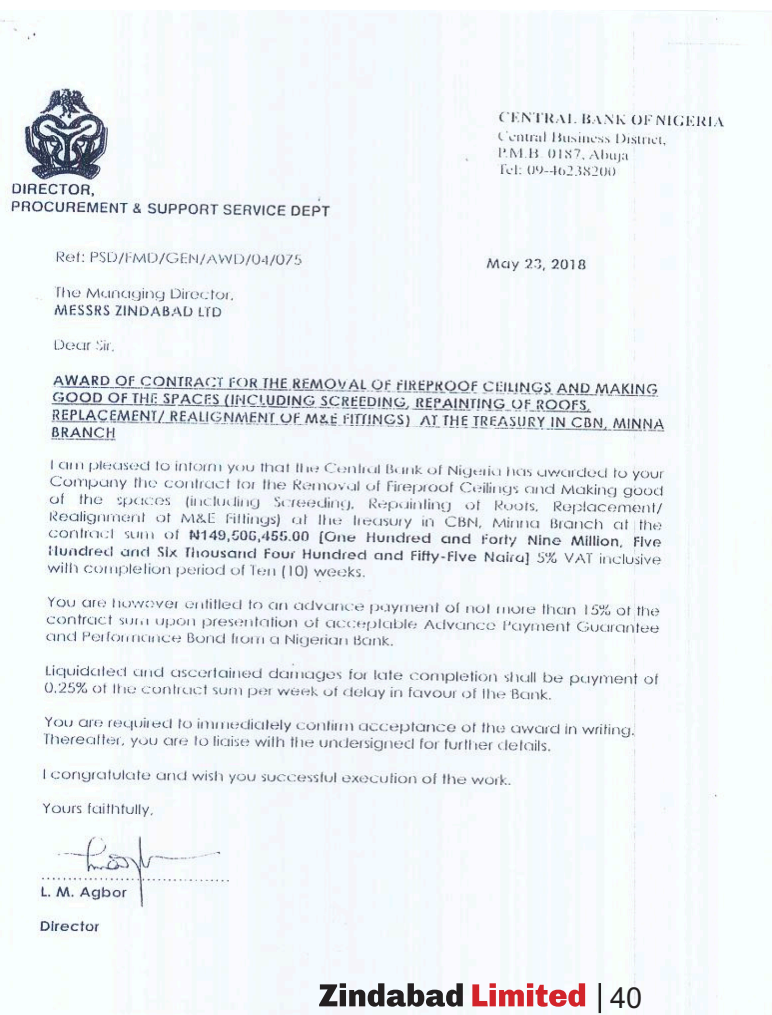 CENTRAL BANK OF NIGERIA
Central Business District,
P.M.B. 0187, Abuja
Tel: 09-46238200
DIRECTOR,
PROCUREMENT & SUPPORT SERVICE DEPT
Ref: PSD/FMD/GEN/AWD/04/075
May 23, 2018
The Managing Director,
MESSRS ZINDABAD LTD
Dear Sir,
AWARD OF CONTRACT FOR THE REMOVAL OF FIREPROOF CEILINGS AND MAKING
GOOD OF THE SPACES (INCLUDING SCREEDING, REPAINTING OF ROOFS,
REPLACEMENT/ REALIGNMENT OF M&E FITTINGS) AT THE TREASURY IN CBN, MINNA
BRANCH
I am pleased to inform you that the Central Bank of Nigeria has awarded to your
Company the contract for the Removal of Fireproof Ceilings and Making good
of the spaces (including Screeding, Repainting of Roofs, Replacement/
Realignment of M&E Fittings) at the Treasury in CBN, Minna Branch at the
contract sum of ₦149,506,455.00 [One Hundred and Forty Nine Million, Five
Hundred and Six Thousand Four Hundred and Fifty-Five Naira] 5% VAT inclusive
with completion period of Ten (10) weeks.
You are however entitled to an advance payment of not more than 15% of the
contract sum upon presentation of acceptable Advance Payment Guarantee
and Performance Bond from a Nigerian Bank.
Liquidated and ascertained damages for late completion shall be payment of
0.25% of the contract sum per week of delay in favour of the Bank.
You are required to immediately confirm acceptance of the award in writing.
Thereafter, you are to liaise with the undersigned for further details.
I congratulate and wish you successful execution of the work.
Yours faithfully,
L. M. Agbor
Director
Zindabad Limited | 40